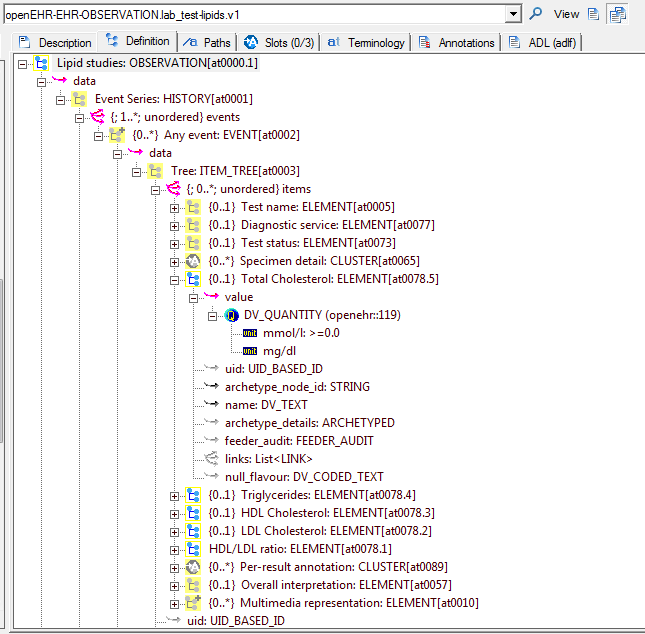 openEHR-EHR-OBSERVATION.lab_test-lipids.v1 View
Description Definition Paths Slots (0/3) at Terminology Annotations ADL (adlf)
Lipid studies: OBSERVATION[at0000.1]
data
Event Series: HISTORY[at0001]
{; 1..*; unordered} events
{0..*} Any event: EVENT[at0002]
data
Tree: ITEM_TREE[at0003]
{; 0..*; unordered} items
{0..1} Test name: ELEMENT[at0005]
{0..1} Diagnostic service: ELEMENT[at0077]
{0..1} Test status: ELEMENT[at0073]
{0..*} Specimen detail: CLUSTER[at0065]
{0..1} Total Cholesterol: ELEMENT[at0078.5]
value
DV_QUANTITY (openehr::119)
unit mmol/l: >=0.0
unit mg/dl
uid: UID_BASED_ID
archetype_node_id: STRING
name: DV_TEXT
archetype_details: ARCHETYPED
feeder_audit: FEEDER_AUDIT
links: List<LINK>
null_flavour: DV_CODED_TEXT
{0..1} Triglycerides: ELEMENT[at0078.4]
{0..1} HDL Cholesterol: ELEMENT[at0078.3]
{0..1} LDL Cholesterol: ELEMENT[at0078.2]
HDL/LDL ratio: ELEMENT[at0078.1]
{0..*} Per-result annotation: CLUSTER[at0089]
{0..1} Overall interpretation: ELEMENT[at0057]
{0..*} Multimedia representation: ELEMENT[at0010]
uid: UID_BASED_ID